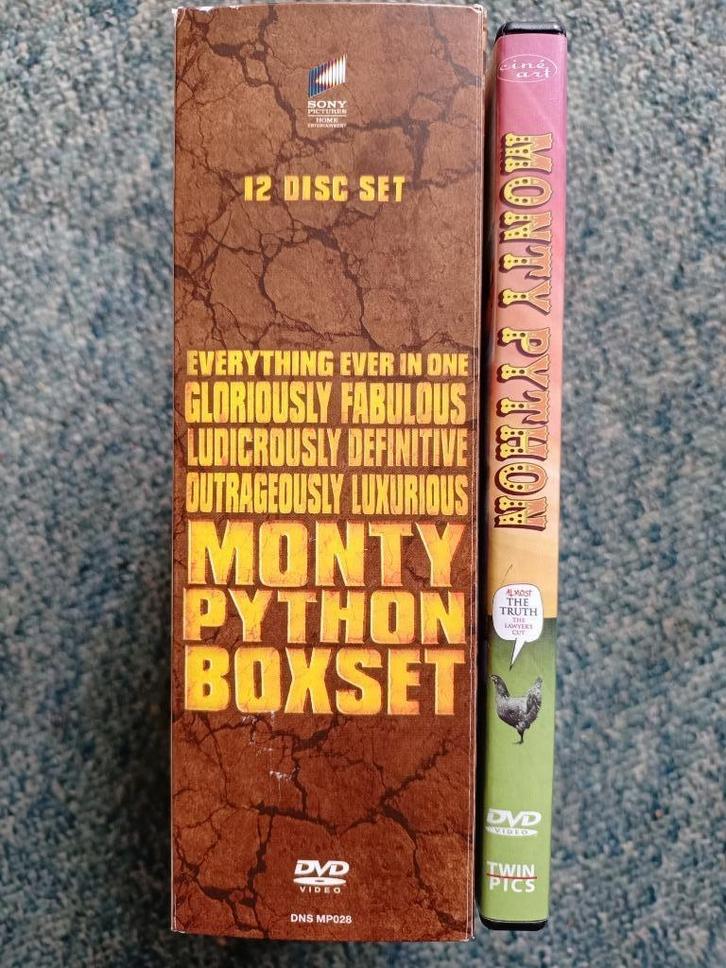 SONY
PICTURES
HOME
ENTERTAINMENT
12 DISC SET
EVERYTHING EVER IN ONE
GLORIOUSLY FABULOUS
LUDICROUSLY DEFINITIVE
OUTRAGEOUSLY LUXURIOUS
MONTY
PYTHON
BOXSET
DVD
VIDEO
DNS MP028
ciné
art
MONTY PYTHON
ALMOST
THE
TRUTH
THE
LAWYER'S
CUT
DVD
VIDEO
TWIN
PICS